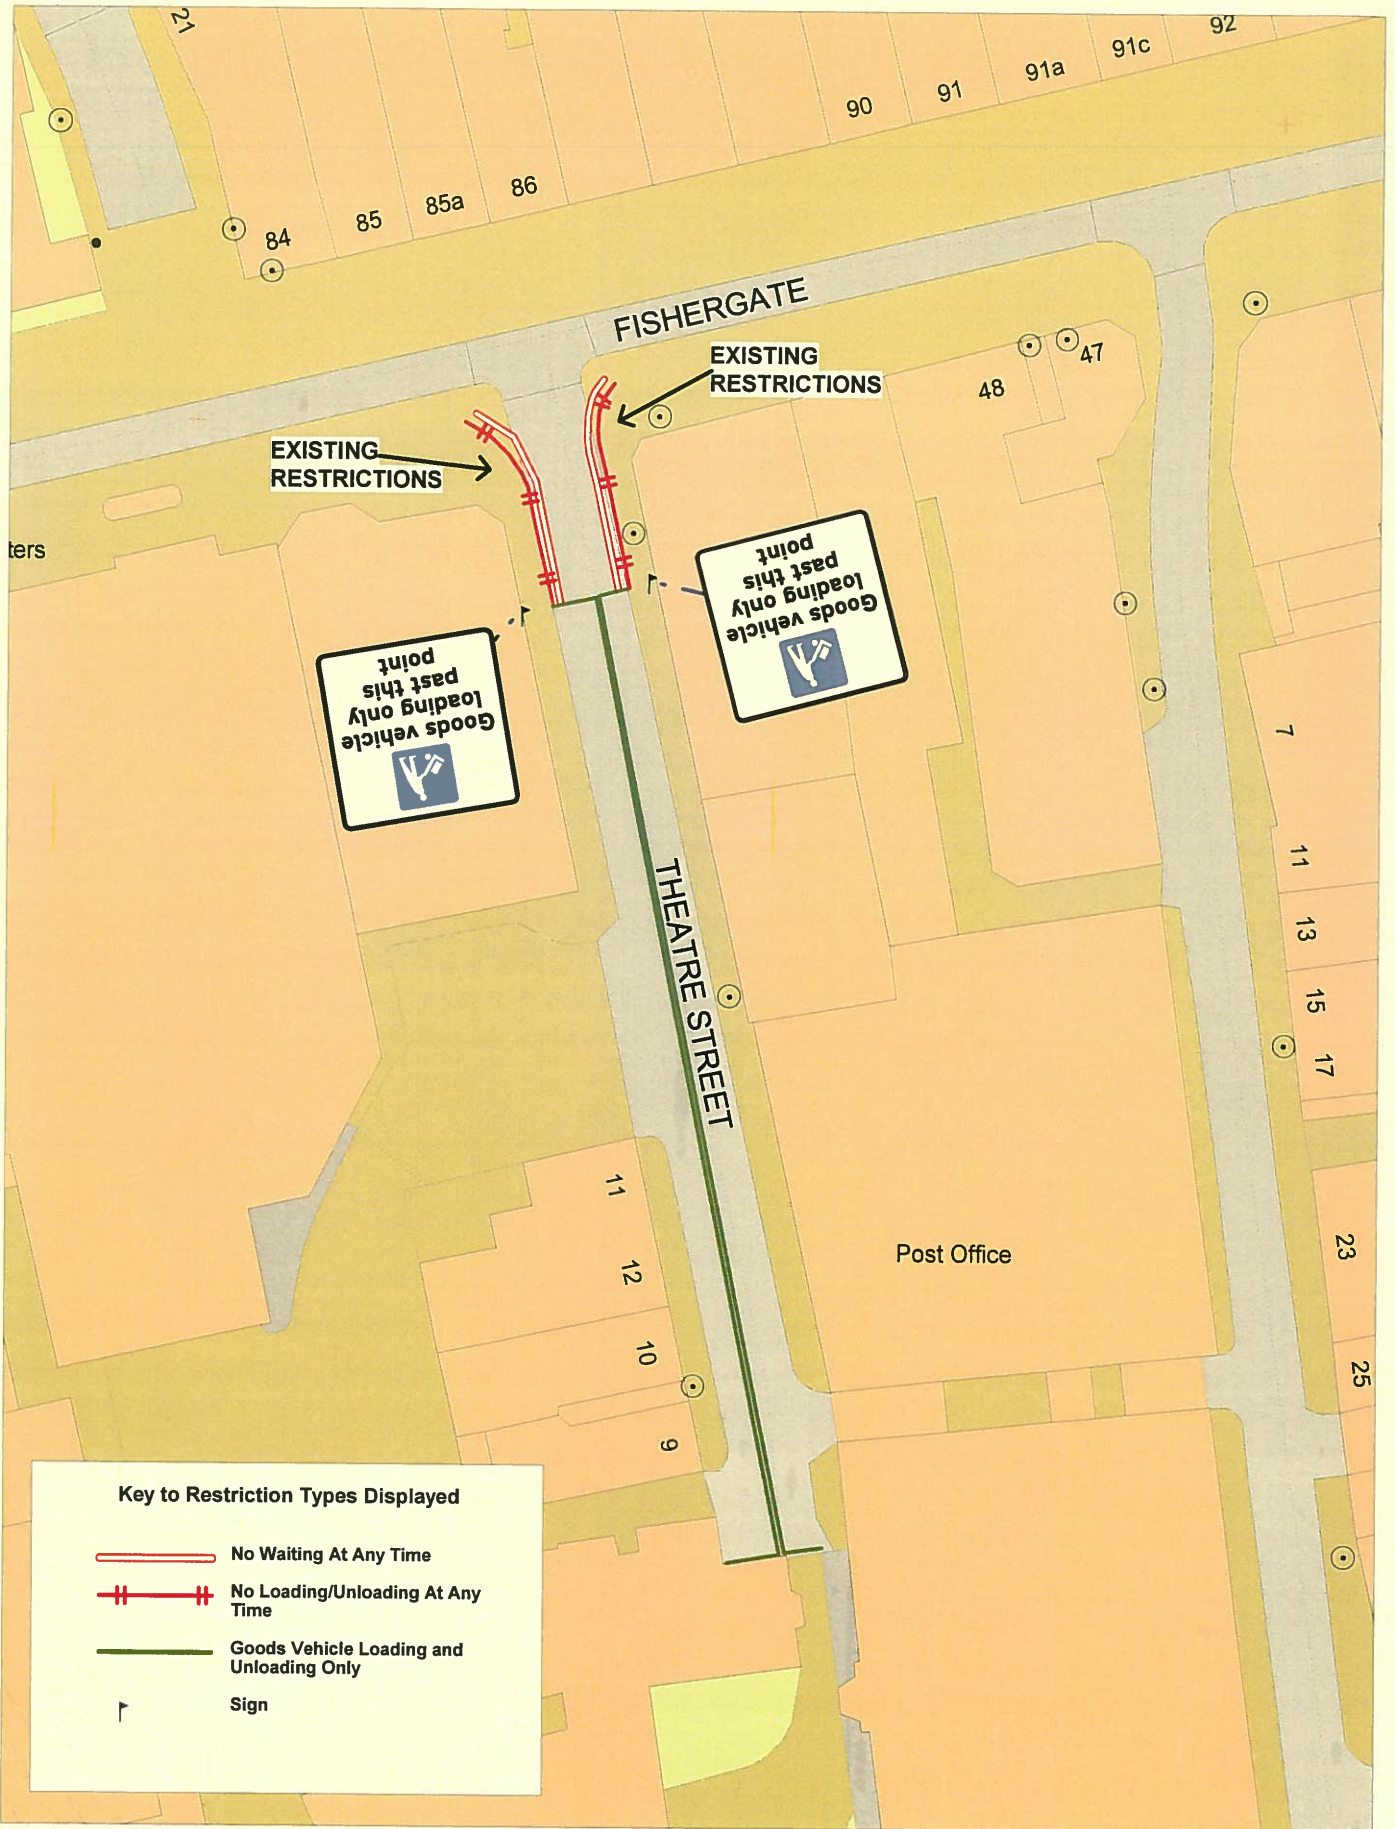 21
92
91c
91a
91
90
86
85a
85
84
FISHERGATE
47
48
EXISTING
RESTRICTIONS
EXISTING
RESTRICTIONS
ters
Goods vehicle
loading only
past this
point
Goods vehicle
loading only
past this
point
THEATRE STREET
7
11
13
15
17
11
12
10
9
Post Office
23
25
Key to Restriction Types Displayed
No Waiting At Any Time
No Loading/Unloading At Any
Time
Goods Vehicle Loading and
Unloading Only
Sign